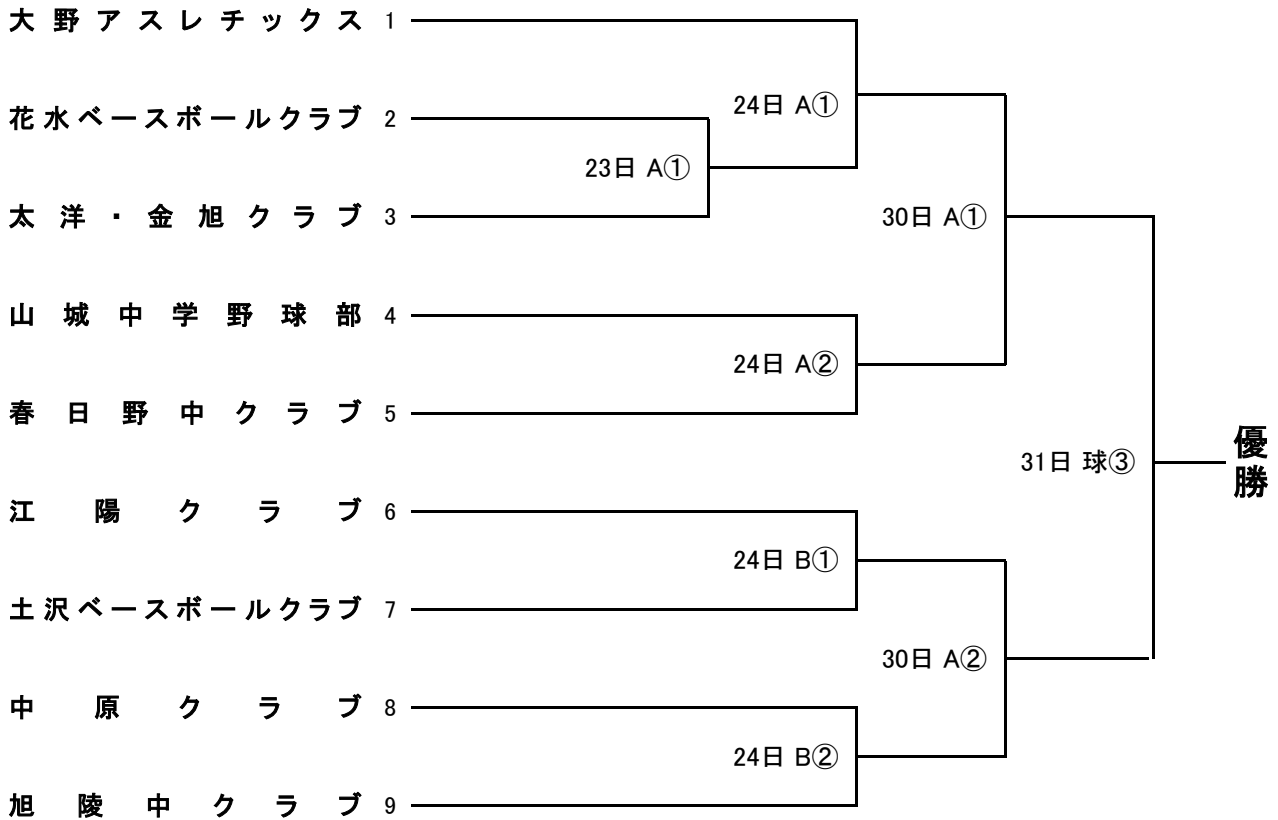 大野アスレチックス 1
24日 A①
花水ベースボールクラブ 2
23日 A①
太洋・金旭クラブ 3
30日 A①
山城中学野球部 4
24日 A②
春日野中クラブ 5
31日 球③
優勝
江陽クラブ 6
24日 B①
土沢ベースボールクラブ 7
30日 A②
中原クラブ 8
24日 B②
旭陵中クラブ 9